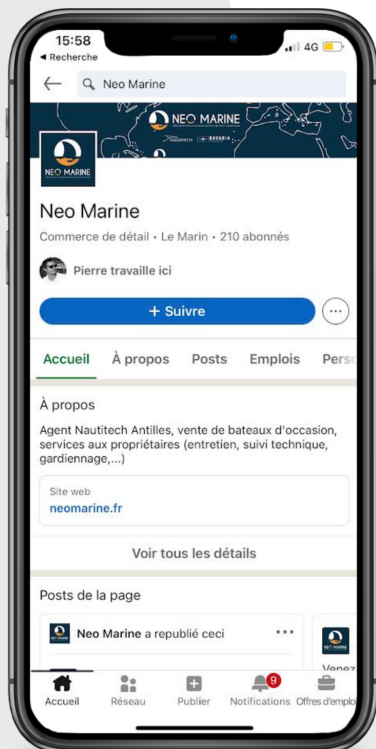 15:58
4G
◀ Recherche
Neo Marine
NEO MARINE
NAUTITECH BAVARIA
NEO MARINE
Neo Marine
Commerce de détail • Le Marin • 210 abonnés
Pierre travaille ici
+ Suivre
Accueil À propos Posts Emplois Perso
À propos
Agent Nautitech Antilles, vente de bateaux d'occasion,
services aux propriétaires (entretien, suivi technique,
gardiennage,...)
Site web
neomarine.fr
Voir tous les détails
Posts de la page
Neo Marine a republié ceci
Venez
9
Accueil Réseau Publier Notifications Offres d'emploi